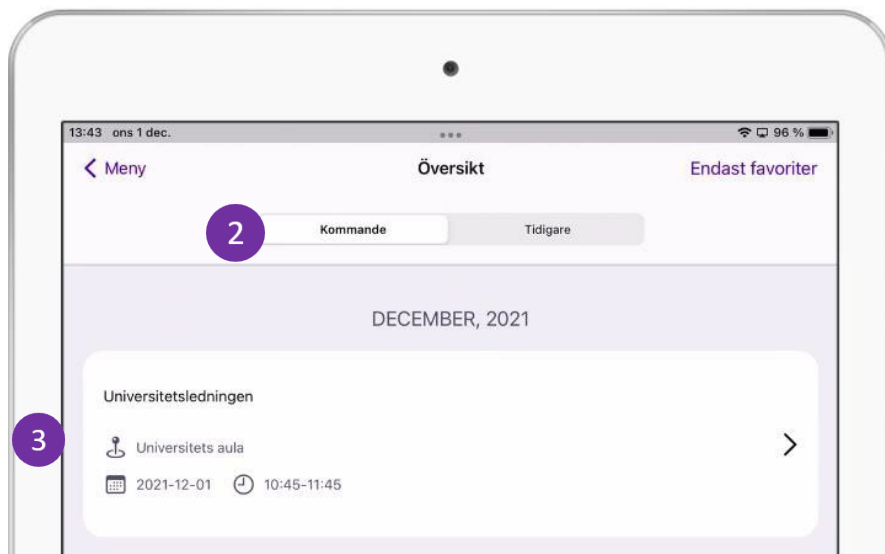 13:43 ons 1 dec. 96 %
Meny Översikt Endast favoriter
2 Kommande Tidigare
DECEMBER, 2021
Universitetsledningen
3 Universitets aula
2021-12-01 10:45-11:45